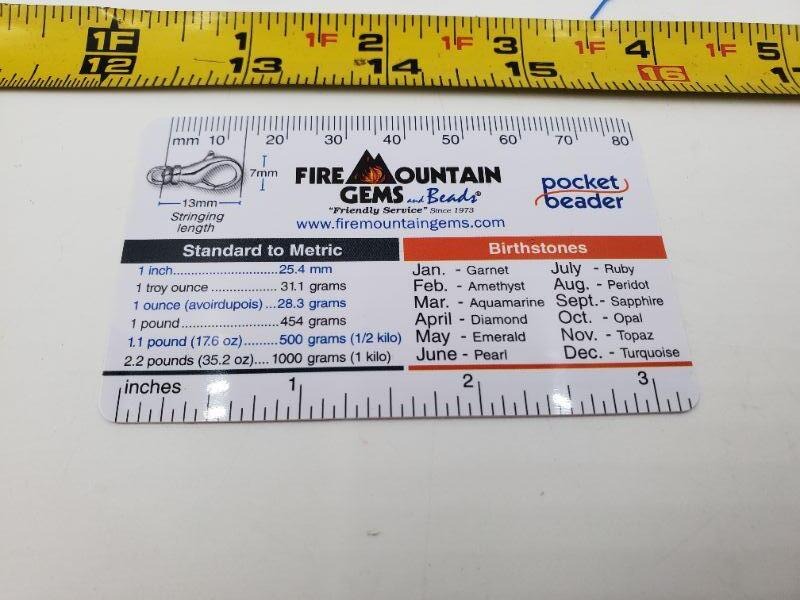 1F 1 1F 2 1F 3 1F 4 1F 5
12 13 14 15 16
mm 10 20 30 40 50 60 70 80
7mm
13mm
Stringing
length
FIRE MOUNTAIN
GEMS and Beads®
"Friendly Service" Since 1973
www.firemountaingems.com
pocket
beader
Standard to Metric
1 inch..............................25.4 mm
1 troy ounce ...................31.1 grams
1 ounce (avoirdupois) ...28.3 grams
1 pound..........................454 grams
1.1 pound (17.6 oz).........500 grams (1/2 kilo)
2.2 pounds (35.2 oz)....1000 grams (1 kilo)
Birthstones
Jan. - Garnet
Feb. - Amethyst
Mar. - Aquamarine
April - Diamond
May - Emerald
June - Pearl
July - Ruby
Aug. - Peridot
Sept.- Sapphire
Oct. - Opal
Nov. - Topaz
Dec. - Turquoise
inches 1 2 3